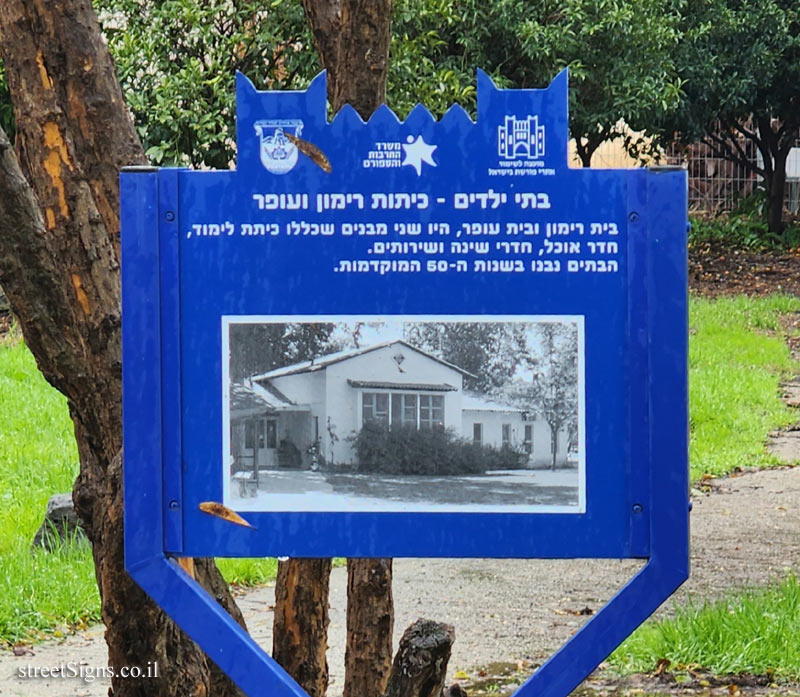 משרד
התרבות
והספורט
מועצה לשימור
אתרי מורשת בישראל
בתי ילדים - כיתות רימון ועופר
בית רימון ובית עופר, היו שני מבנים שכללו כיתת לימוד,
חדר אוכל, חדרי שינה ושירותים.
הבתים נבנו בשנות ה-50 המוקדמות.
streetSigns.co.il